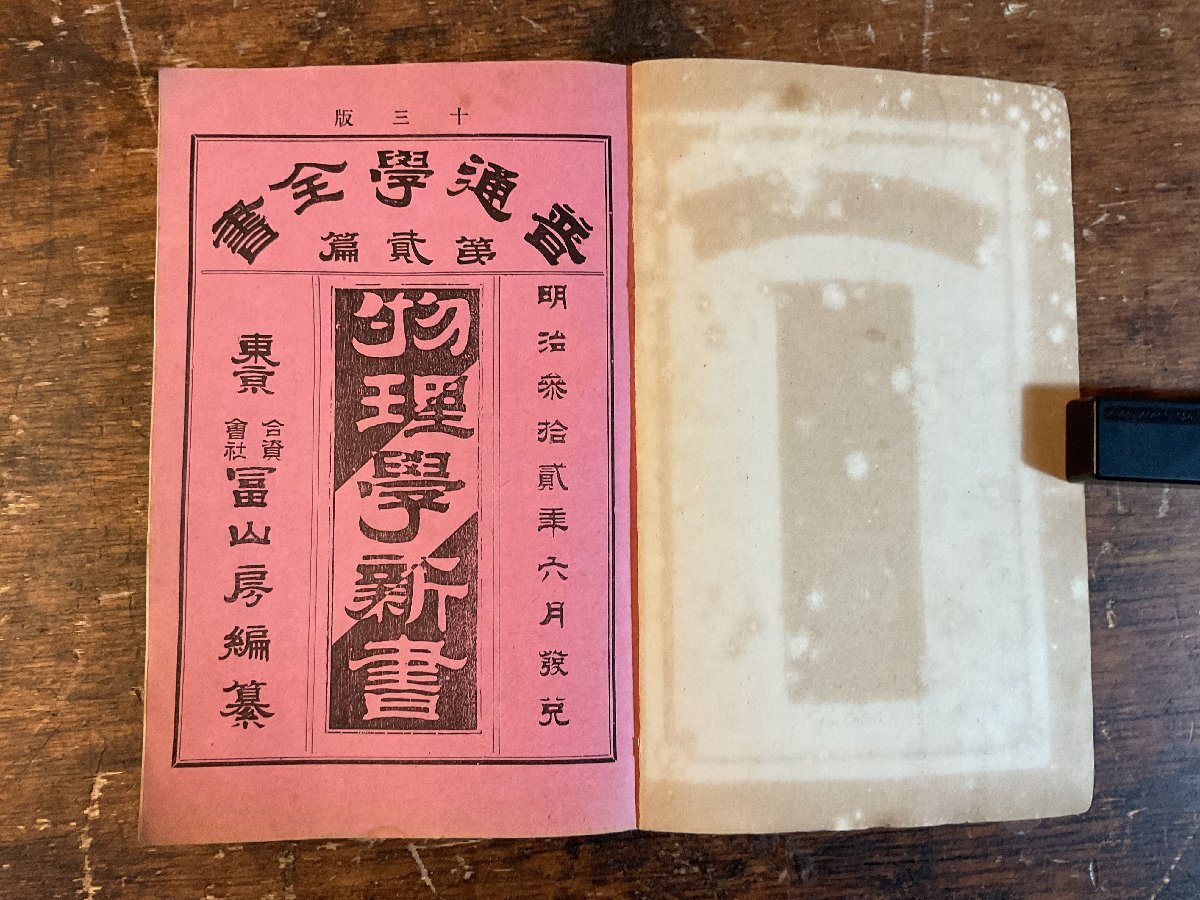 十三版
普通學全書
第貳篇
明治參拾貳年六月發兌
物理學新書
東京
合資會社
冨山房編纂